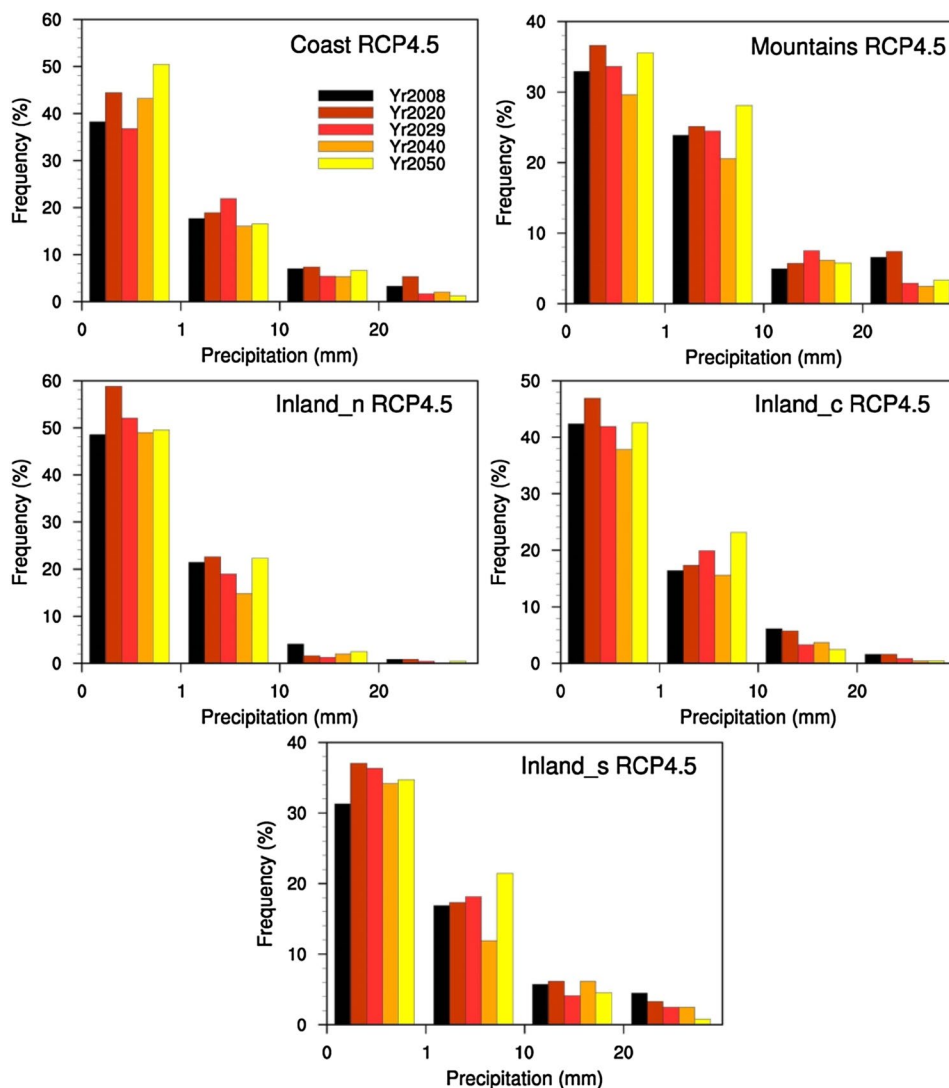 Coast RCP4.5
Frequency (%)
60
50
40
30
20
10
0
Yr2008
Yr2020
Yr2029
Yr2040
Yr2050
0 1 10 20
Precipitation (mm)
Mountains RCP4.5
Frequency (%)
40
30
20
10
0
0 1 10 20
Precipitation (mm)
Inland_n RCP4.5
Frequency (%)
60
50
40
30
20
10
0
0 1 10 20
Precipitation (mm)
Inland_c RCP4.5
Frequency (%)
50
40
30
20
10
0
0 1 10 20
Precipitation (mm)
Inland_s RCP4.5
Frequency (%)
40
30
20
10
0
0 1 10 20
Precipitation (mm)